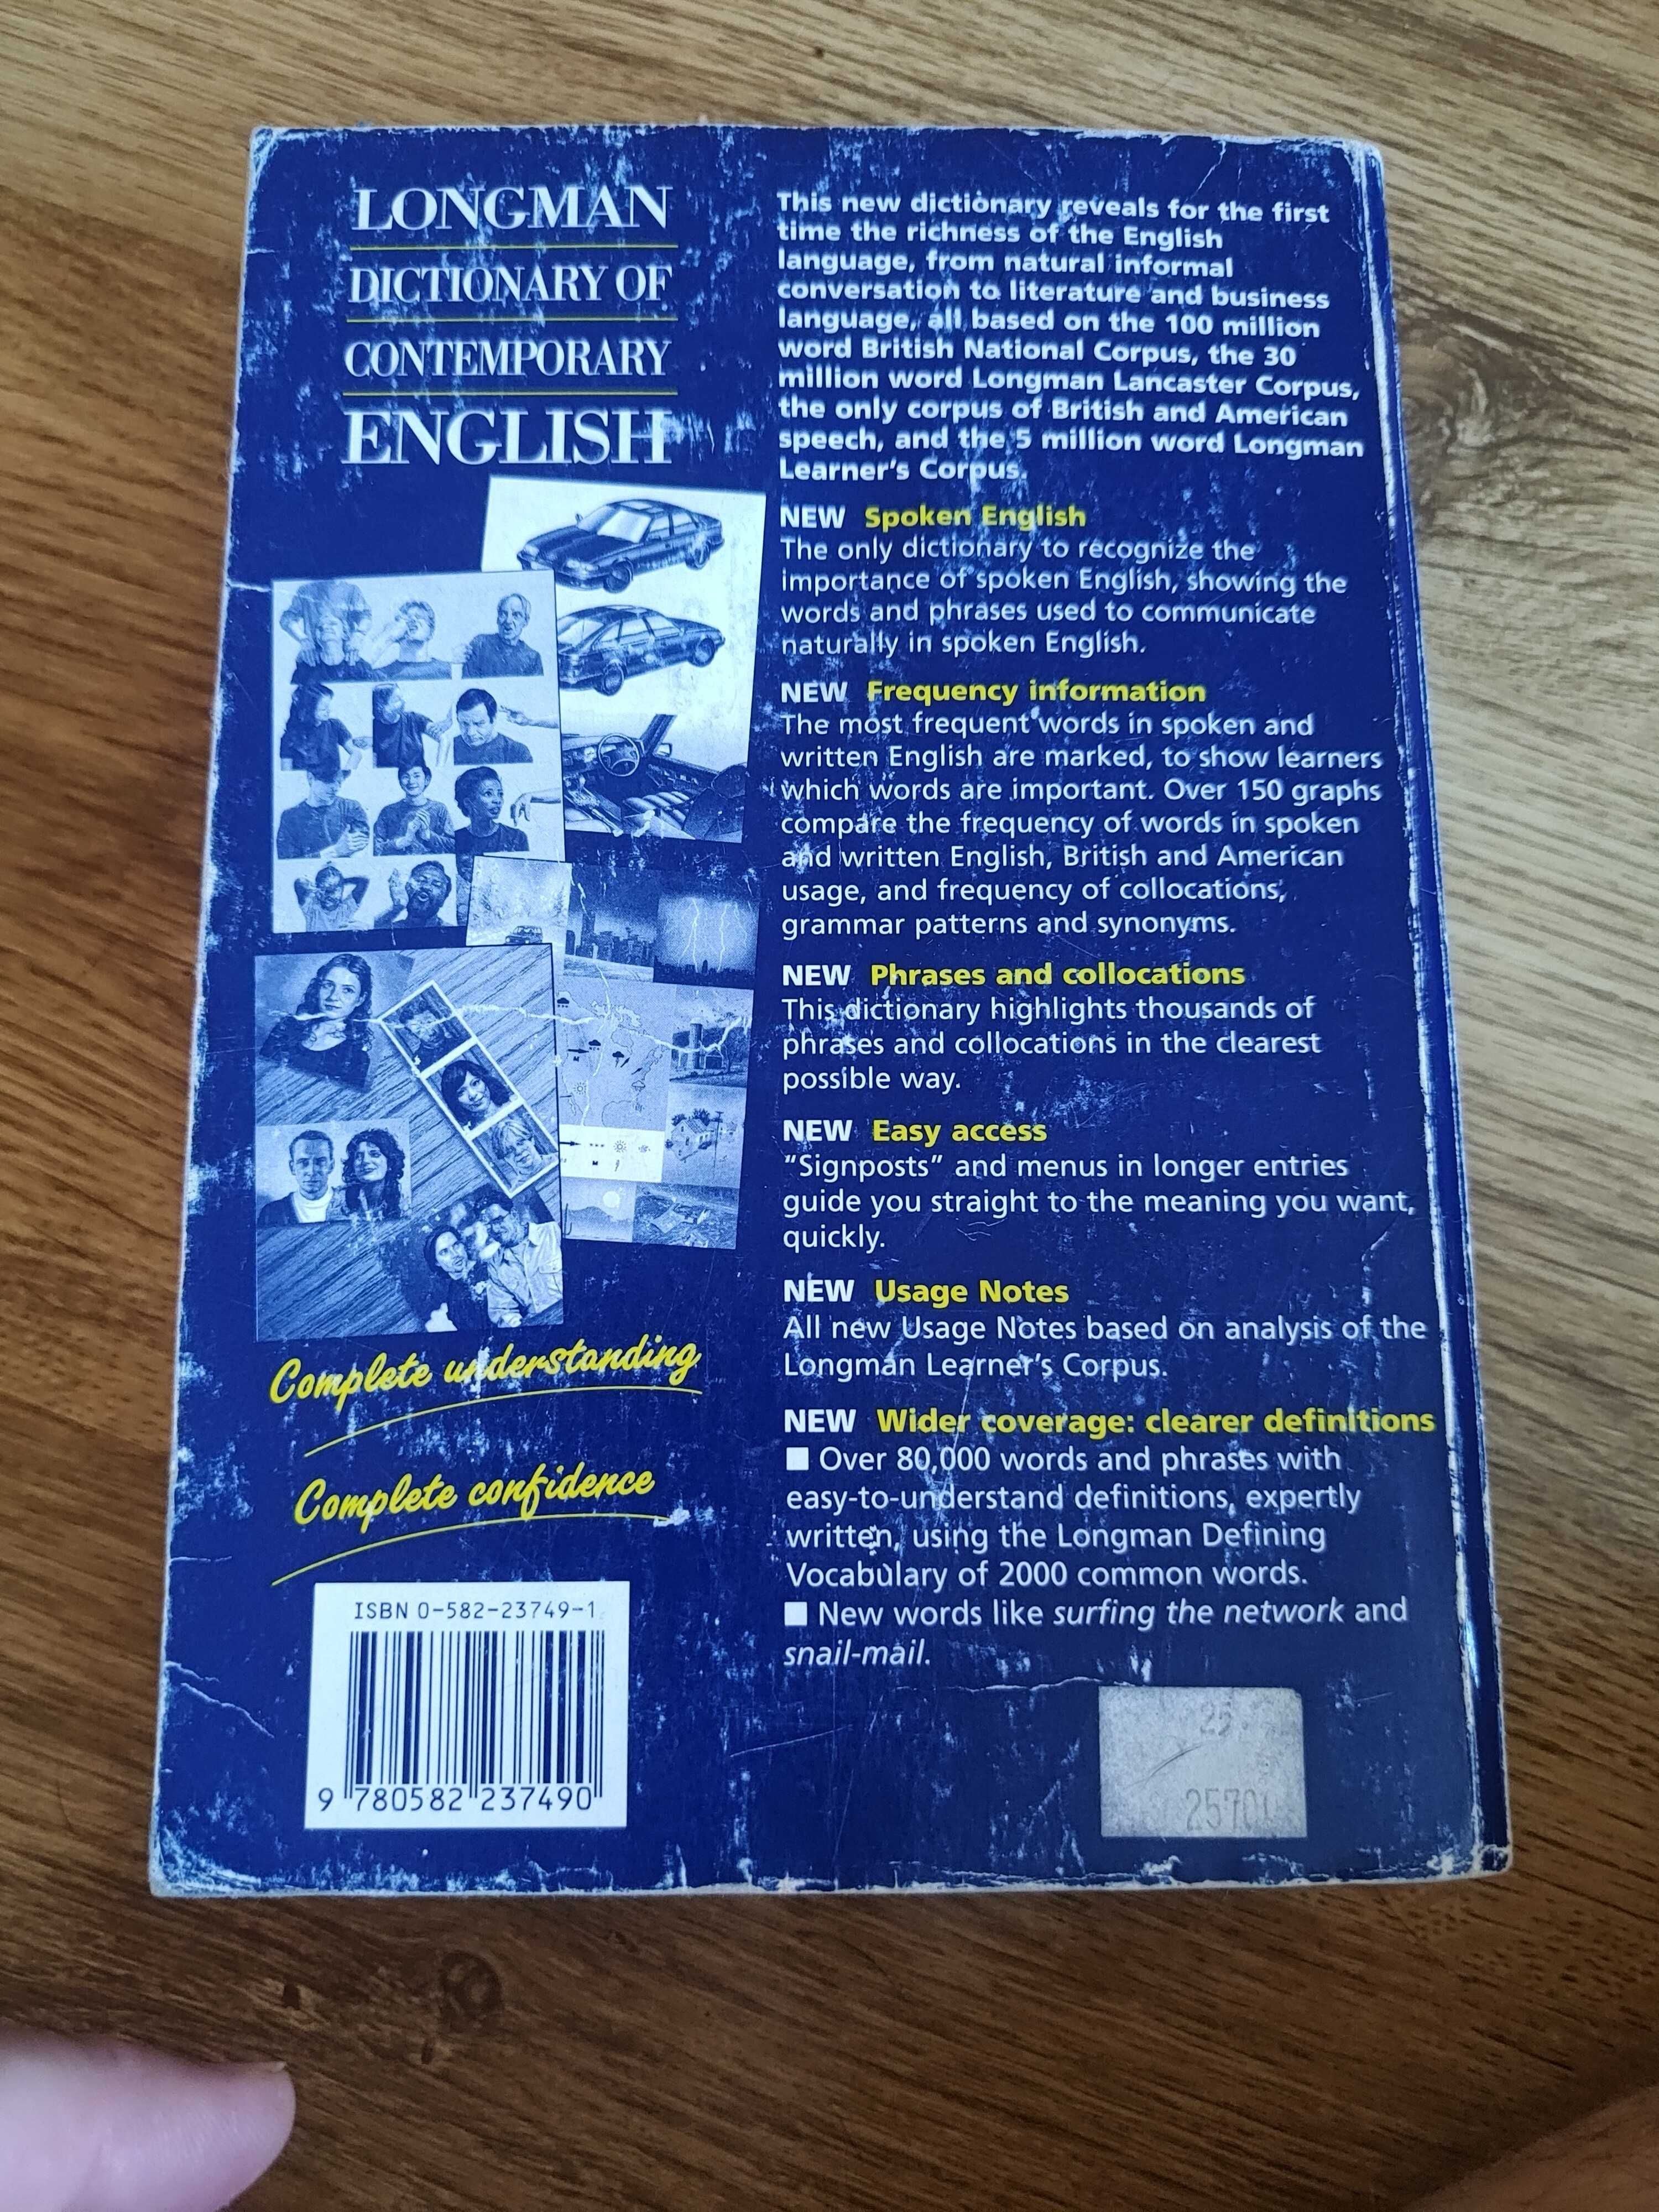 LONGMAN
DICTIONARY OF
CONTEMPORARY
ENGLISH
Complete understanding
Complete confidence
ISBN 0-582-23749-1
9 780582 237490
This new dictionary reveals for the first
time the richness of the English
language, from natural informal
conversation to literature and business
language, all based on the 100 million
word British National Corpus, the 30
million word Longman Lancaster Corpus,
the only corpus of British and American
speech, and the 5 million word Longman
Learner's Corpus.
NEW Spoken English
The only dictionary to recognize the
importance of spoken English, showing the
words and phrases used to communicate
naturally in spoken English.
NEW Frequency information
The most frequent words in spoken and
written English are marked, to show learners
which words are important. Over 150 graphs
compare the frequency of words in spoken
and written English, British and American
usage, and frequency of collocations,
grammar patterns and synonyms.
NEW Phrases and collocations
This dictionary highlights thousands of
phrases and collocations in the clearest
possible way.
NEW Easy access
"Signposts" and menus in longer entries
guide you straight to the meaning you want,
quickly.
NEW Usage Notes
All new Usage Notes based on analysis of the
Longman Learner's Corpus.
NEW Wider coverage: clearer definitions
■ Over 80,000 words and phrases with
easy-to-understand definitions, expertly
written, using the Longman Defining
Vocabulary of 2000 common words.
■ New words like surfing the network and
snail-mail.